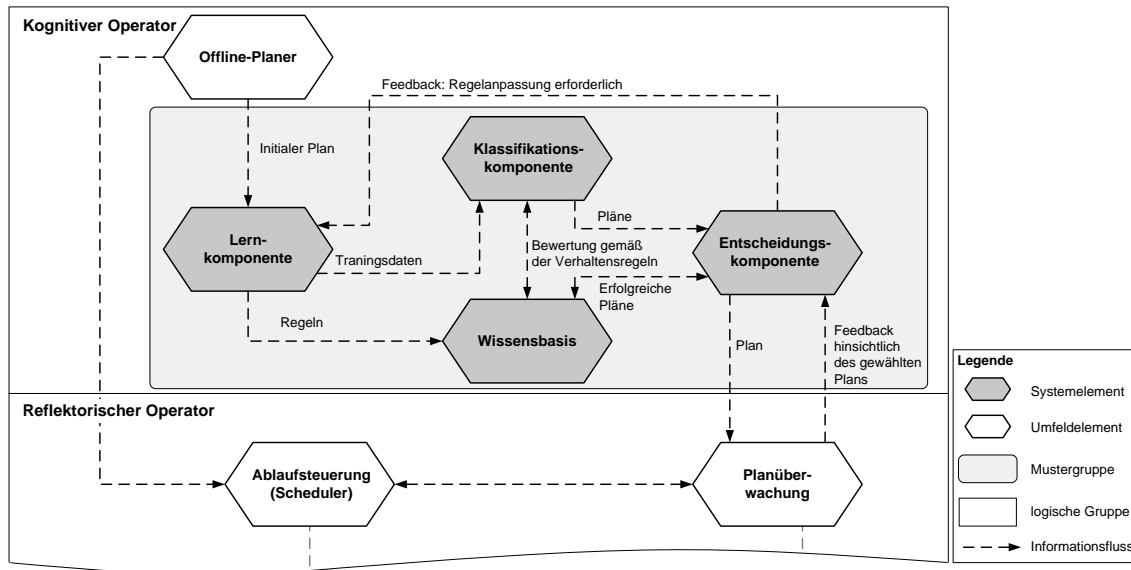 Kognitiver Operator
Offline-Planer
Feedback: Regelanpassung erforderlich
Initialer Plan
Klassifikations-
komponente
Pläne
Lern-
komponente
Traningsdaten
Bewertung gemäß
der Verhaltensregeln
Entscheidungs-
komponente
Erfolgreiche
Pläne
Regeln
Wissensbasis
Plan
Feedback
hinsichtlich
des gewählten
Plans
Reflektorischer Operator
Ablaufsteuerung
(Scheduler)
Planüber-
wachung
Legende
Systemelement
Umfeldelement
Mustergruppe
logische Gruppe
Informationsfluss